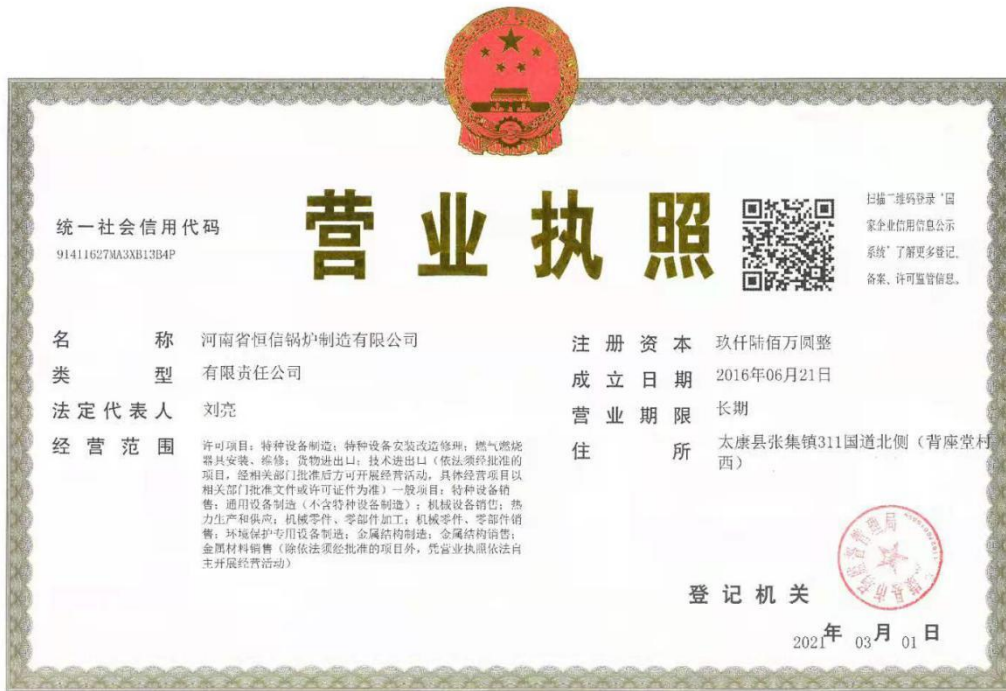 统一社会信用代码
91411627MA3XB13B4P
营业执照
扫描二维码登录"国
家企业信用信息公示
系统"了解更多登记、
备案、许可监管信息。
名 称 河南省恒信锅炉制造有限公司
类 型 有限责任公司
法定代表人 刘亮
经营范围 许可项目:特种设备制造;特种设备安装改造修理;燃气燃烧
器具安装、维修;货物进出口;技术进出口(依法须经批准的
项目,经相关部门批准后方可开展经营活动,具体经营项目以
相关部门批准文件或许可证件为准)一般项目:特种设备销
售;通用设备制造(不含特种设备制造);机械设备销售;热
力生产和供应;机械零件、零部件加工;机械零件、零部件销
售;环境保护专用设备制造;金属结构制造;金属结构销售;
金属材料销售(除依法须经批准的项目外,凭营业执照依法自
主开展经营活动)
注册资本 玖仟陆佰万圆整
成立日期 2016年06月21日
营业期限 长期
住 所 太康县张集镇311国道北侧(背座堂村
西)
登记机关
2021年 03月 01日